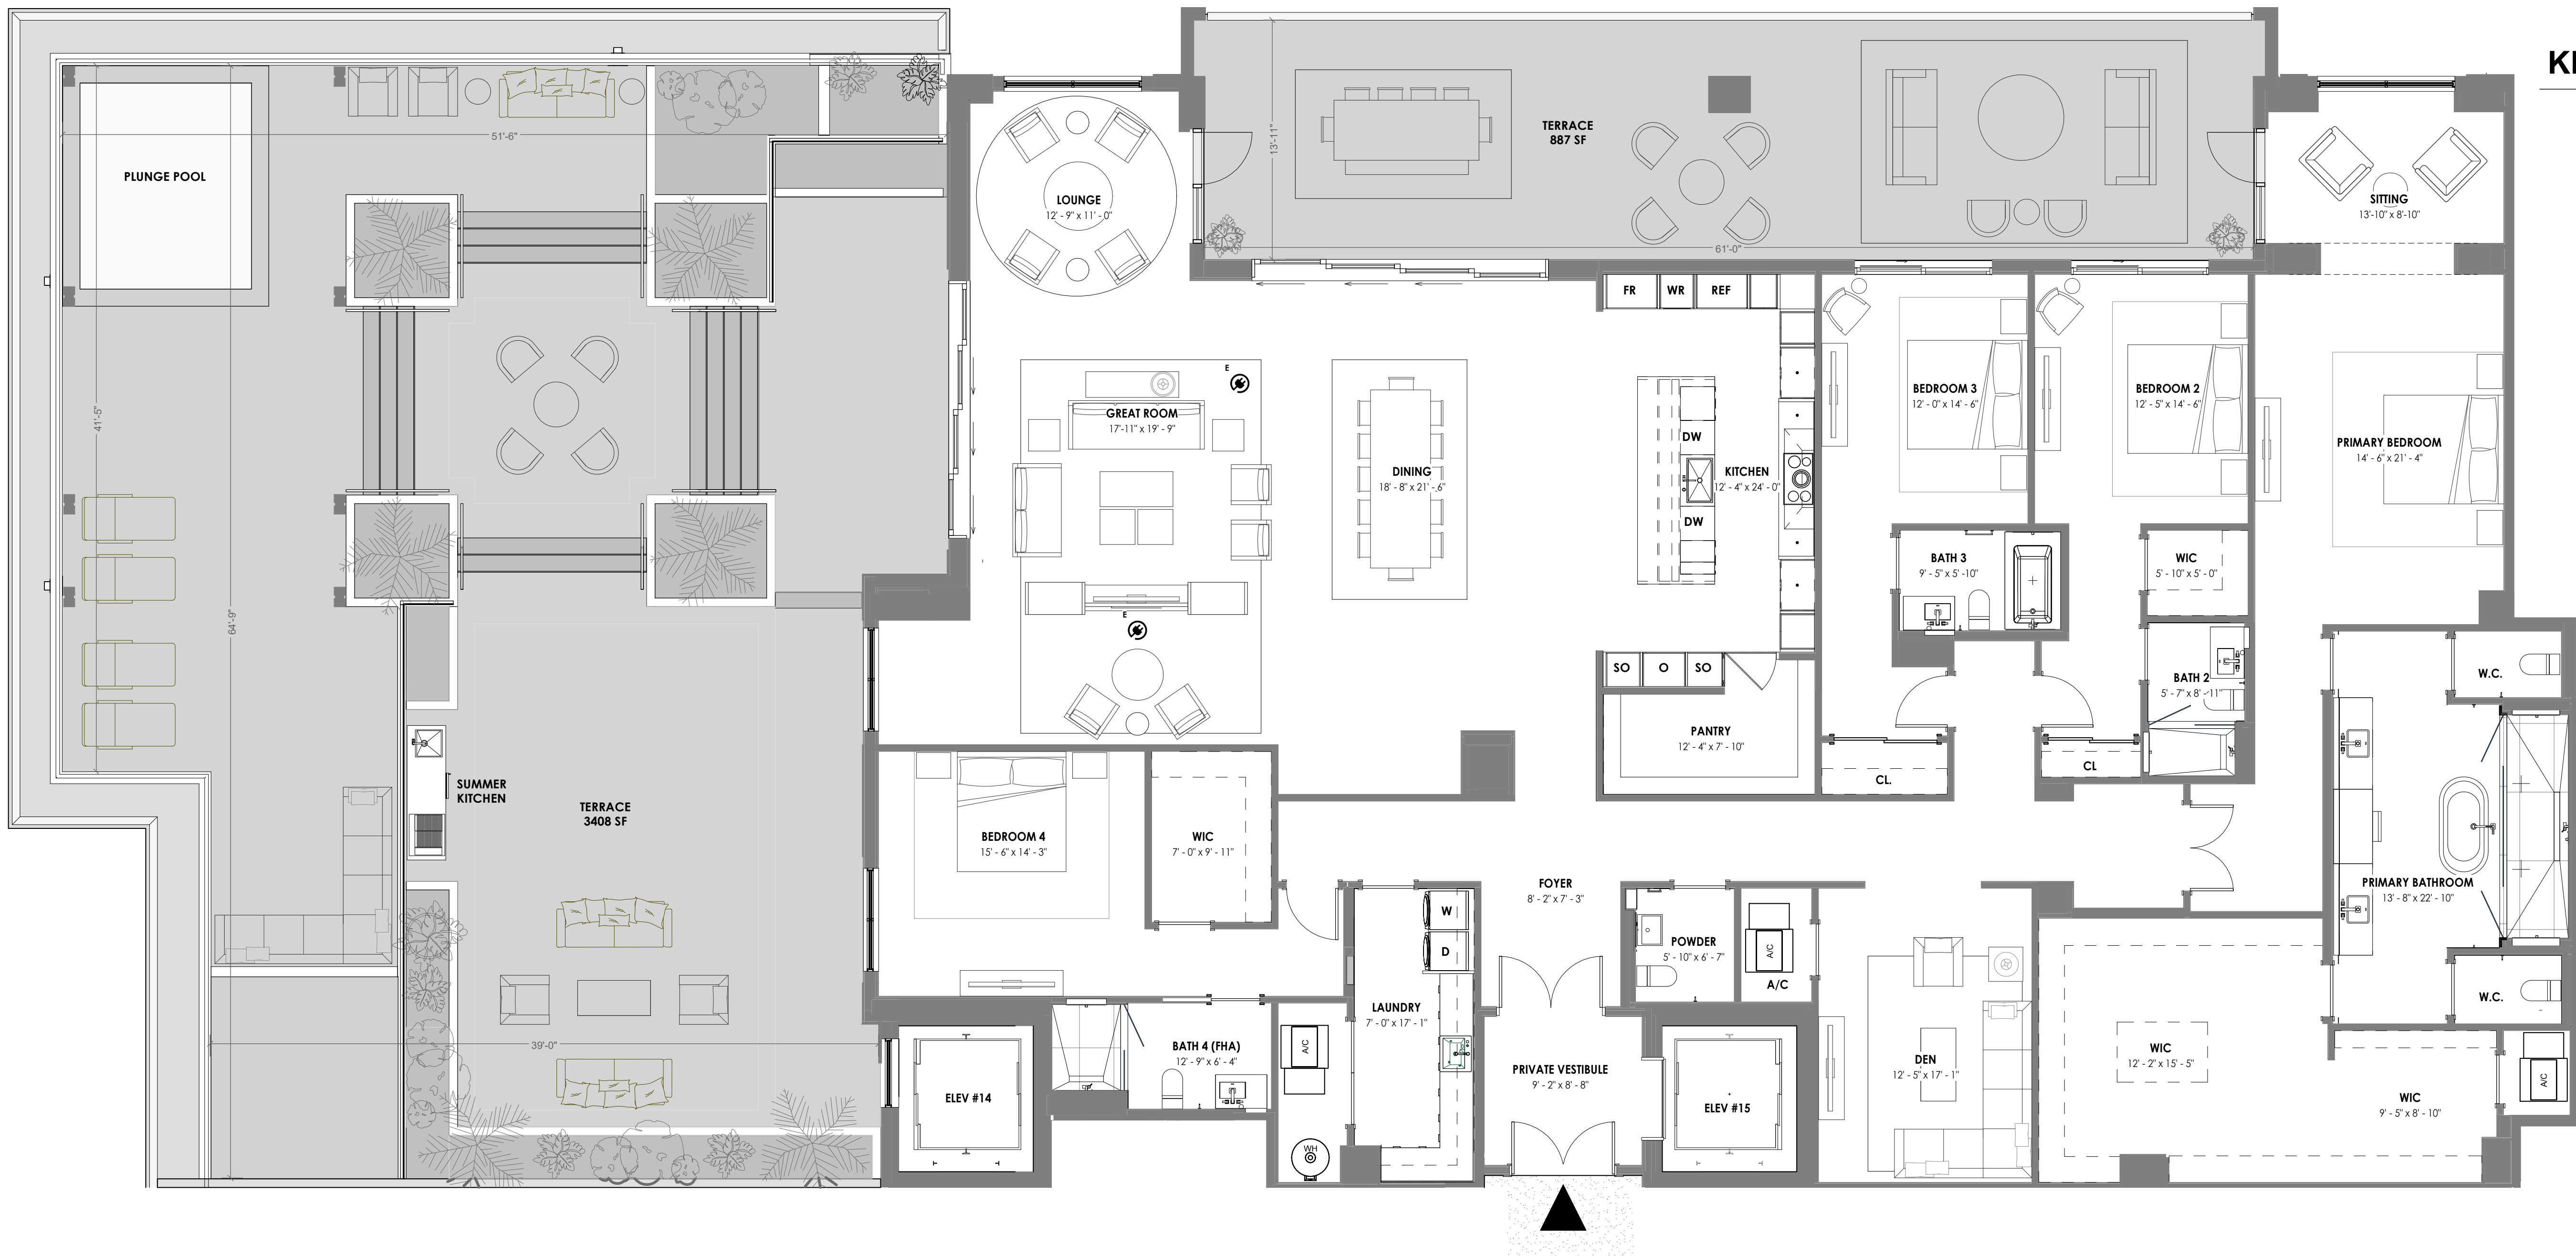 KE
PLUNGE POOL
51'-6"
41'-5"
64'-9"
39'-0"
SUMMER
KITCHEN
TERRACE
3408 SF
LOUNGE
12' - 9" x 11' - 0"
13'-11"
TERRACE
887 SF
61'-0"
SITTING
13'-10" x 8'-10"
E
GREAT ROOM
17'-11" x 19' - 9"
E
DINING
18' - 8" x 21' - 6"
FR
WR
REF
DW
KITCHEN
12' - 4" x 24' - 0"
DW
SO
O
SO
PANTRY
12' - 4" x 7' - 10"
BEDROOM 3
12' - 0" x 14' - 6"
BEDROOM 2
12' - 5" x 14' - 6"
PRIMARY BEDROOM
14' - 6" x 21' - 4"
BATH 3
9' - 5" x 5' -10"
WIC
5' - 10" x 5' - 0"
BATH 2
5' - 7" x 8' - 11"
CL.
CL
W.C.
PRIMARY BATHROOM
13' - 8" x 22' - 10"
W.C.
BEDROOM 4
15' - 6" x 14' - 3"
WIC
7' - 0" x 9' - 11"
FOYER
8' - 2" x 7' - 3"
W
D
LAUNDRY
7' - 0" x 17' - 1"
POWDER
5' - 10" x 6' - 7"
A/C
A/C
ELEV #14
BATH 4 (FHA)
12' - 9" x 6' - 4"
A/C
WH
PRIVATE VESTIBULE
9' - 2" x 8' - 8"
ELEV #15
DEN
12' - 5" x 17' - 1"
WIC
12' - 2" x 15' - 5"
WIC
9' - 5" x 8' - 10"
A/C